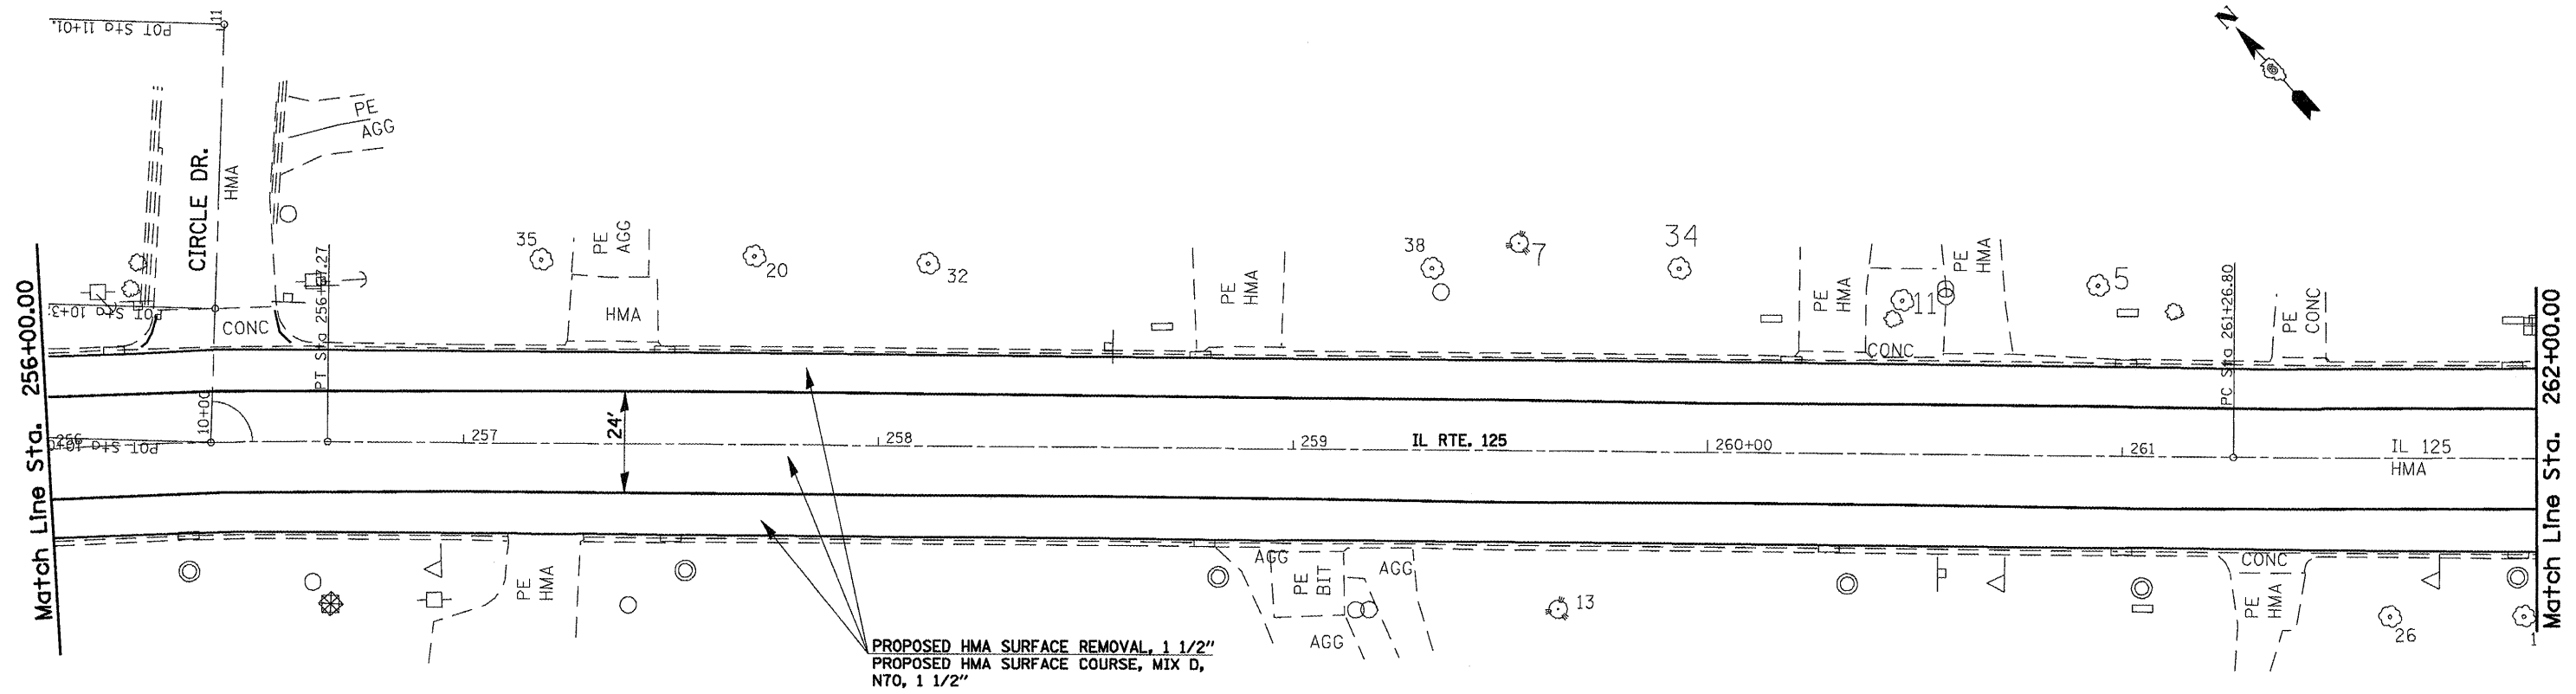 POT Sta 11+01.
11
N
PE
AGG
CIRCLE DR.
HMA
35
PE
AGG
HMA
20
32
38
7
34
PE
HMA
PE
HMA
PE
HMA
11
5
PE
CONC
CONC
CONC
POT Sta 10+3
PT Sta 256+
7.27
PC Sta 261+26.80
Match Line Sta. 256+00.00
Match Line Sta. 262+00.00
10+00
256
POT Sta 10+0
257
24'
258
259
IL RTE. 125
260+00
261
IL 125
HMA
PE
HMA
AGG
PE
BIT
AGG
AGG
13
CONC
PE
HMA
26
1
PROPOSED HMA SURFACE REMOVAL, 1 1/2"
PROPOSED HMA SURFACE COURSE, MIX D,
N70, 1 1/2"